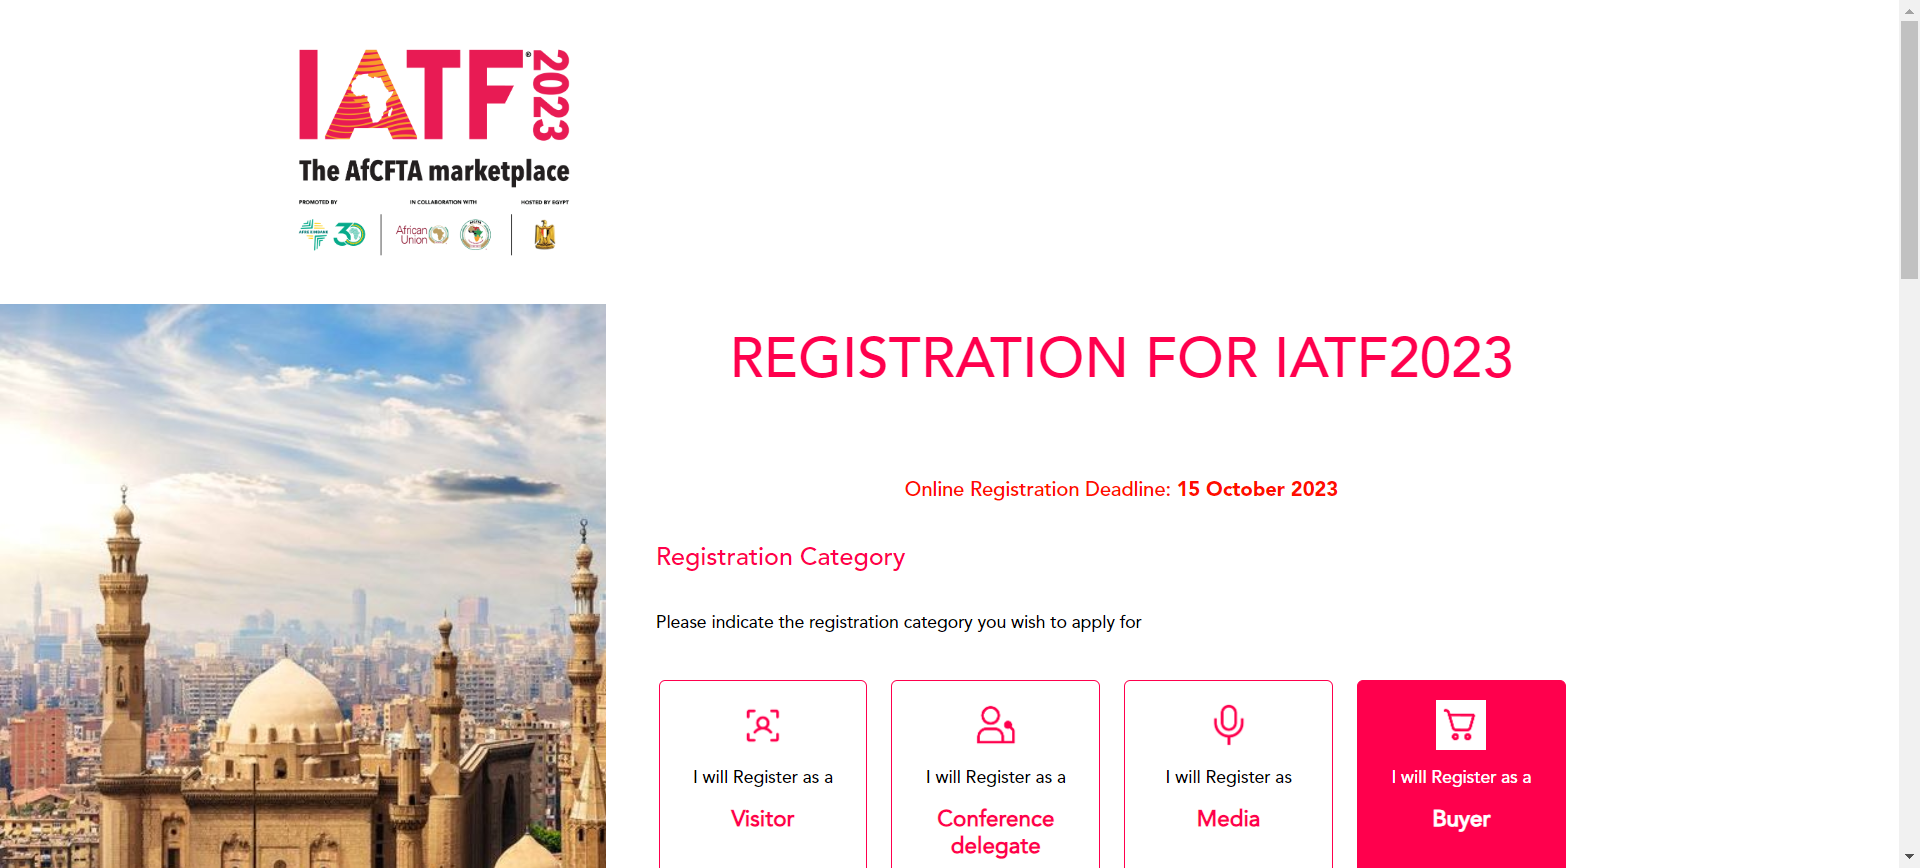 IATF® 2023
The AfCFTA marketplace
PROMOTED BY
IN COLLABORATION WITH
HOSTED BY EGYPT
30
African
Union
REGISTRATION FOR IATF2023
Online Registration Deadline: 15 October 2023
Registration Category
Please indicate the registration category you wish to apply for
I will Register as a
Visitor
I will Register as a
Conference
delegate
I will Register as
Media
I will Register as a
Buyer